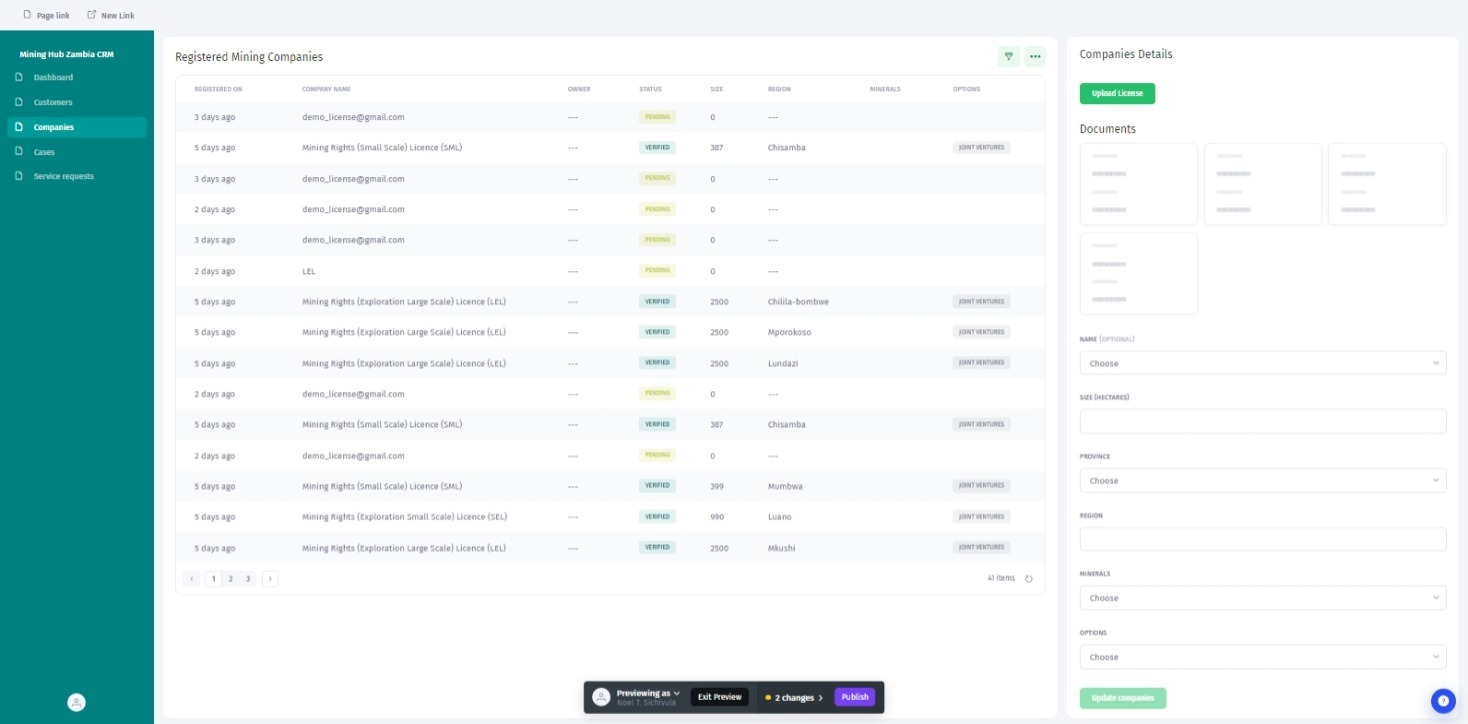 Page link New Link
Mining Hub Zambia CRM
Dashboard
Customers
Companies
Cases
Service requests
Registered Mining Companies
REGISTERED ON COMPANY NAME OWNER STATUS SIZE REGION MINERALS OPTIONS
3 days ago demo_license@gmail.com --- PENDING 0 ---
5 days ago Mining Rights (Small Scale) Licence (SML) --- VERIFIED 387 Chisamba JOINT VENTURES
3 days ago demo_license@gmail.com --- PENDING 0 ---
2 days ago demo_license@gmail.com --- PENDING 0 ---
3 days ago demo_license@gmail.com --- PENDING 0 ---
2 days ago LEL --- PENDING 0 ---
5 days ago Mining Rights (Exploration Large Scale) Licence (LEL) --- VERIFIED 2500 Chilila-bombwe JOINT VENTURES
5 days ago Mining Rights (Exploration Large Scale) Licence (LEL) --- VERIFIED 2500 Mporokoso JOINT VENTURES
5 days ago Mining Rights (Exploration Large Scale) Licence (LEL) --- VERIFIED 2500 Lundazi JOINT VENTURES
2 days ago demo_license@gmail.com --- PENDING 0 ---
5 days ago Mining Rights (Small Scale) Licence (SML) --- VERIFIED 387 Chisamba JOINT VENTURES
2 days ago demo_license@gmail.com --- PENDING 0 ---
5 days ago Mining Rights (Small Scale) Licence (SML) --- VERIFIED 399 Mumbwa JOINT VENTURES
5 days ago Mining Rights (Exploration Small Scale) Licence (SEL) --- VERIFIED 990 Luano JOINT VENTURES
5 days ago Mining Rights (Exploration Large Scale) Licence (LEL) --- VERIFIED 2500 Mkushi JOINT VENTURES
1 2 3 41 items
Companies Details
Upload License
Documents
NAME (OPTIONAL)
Choose
SIZE (HECTARES)
PROVINCE
Choose
REGION
MINERALS
Choose
OPTIONS
Choose
Update companies
Previewing as
Noel T. Sichivula
Exit Preview
2 changes
Publish
?